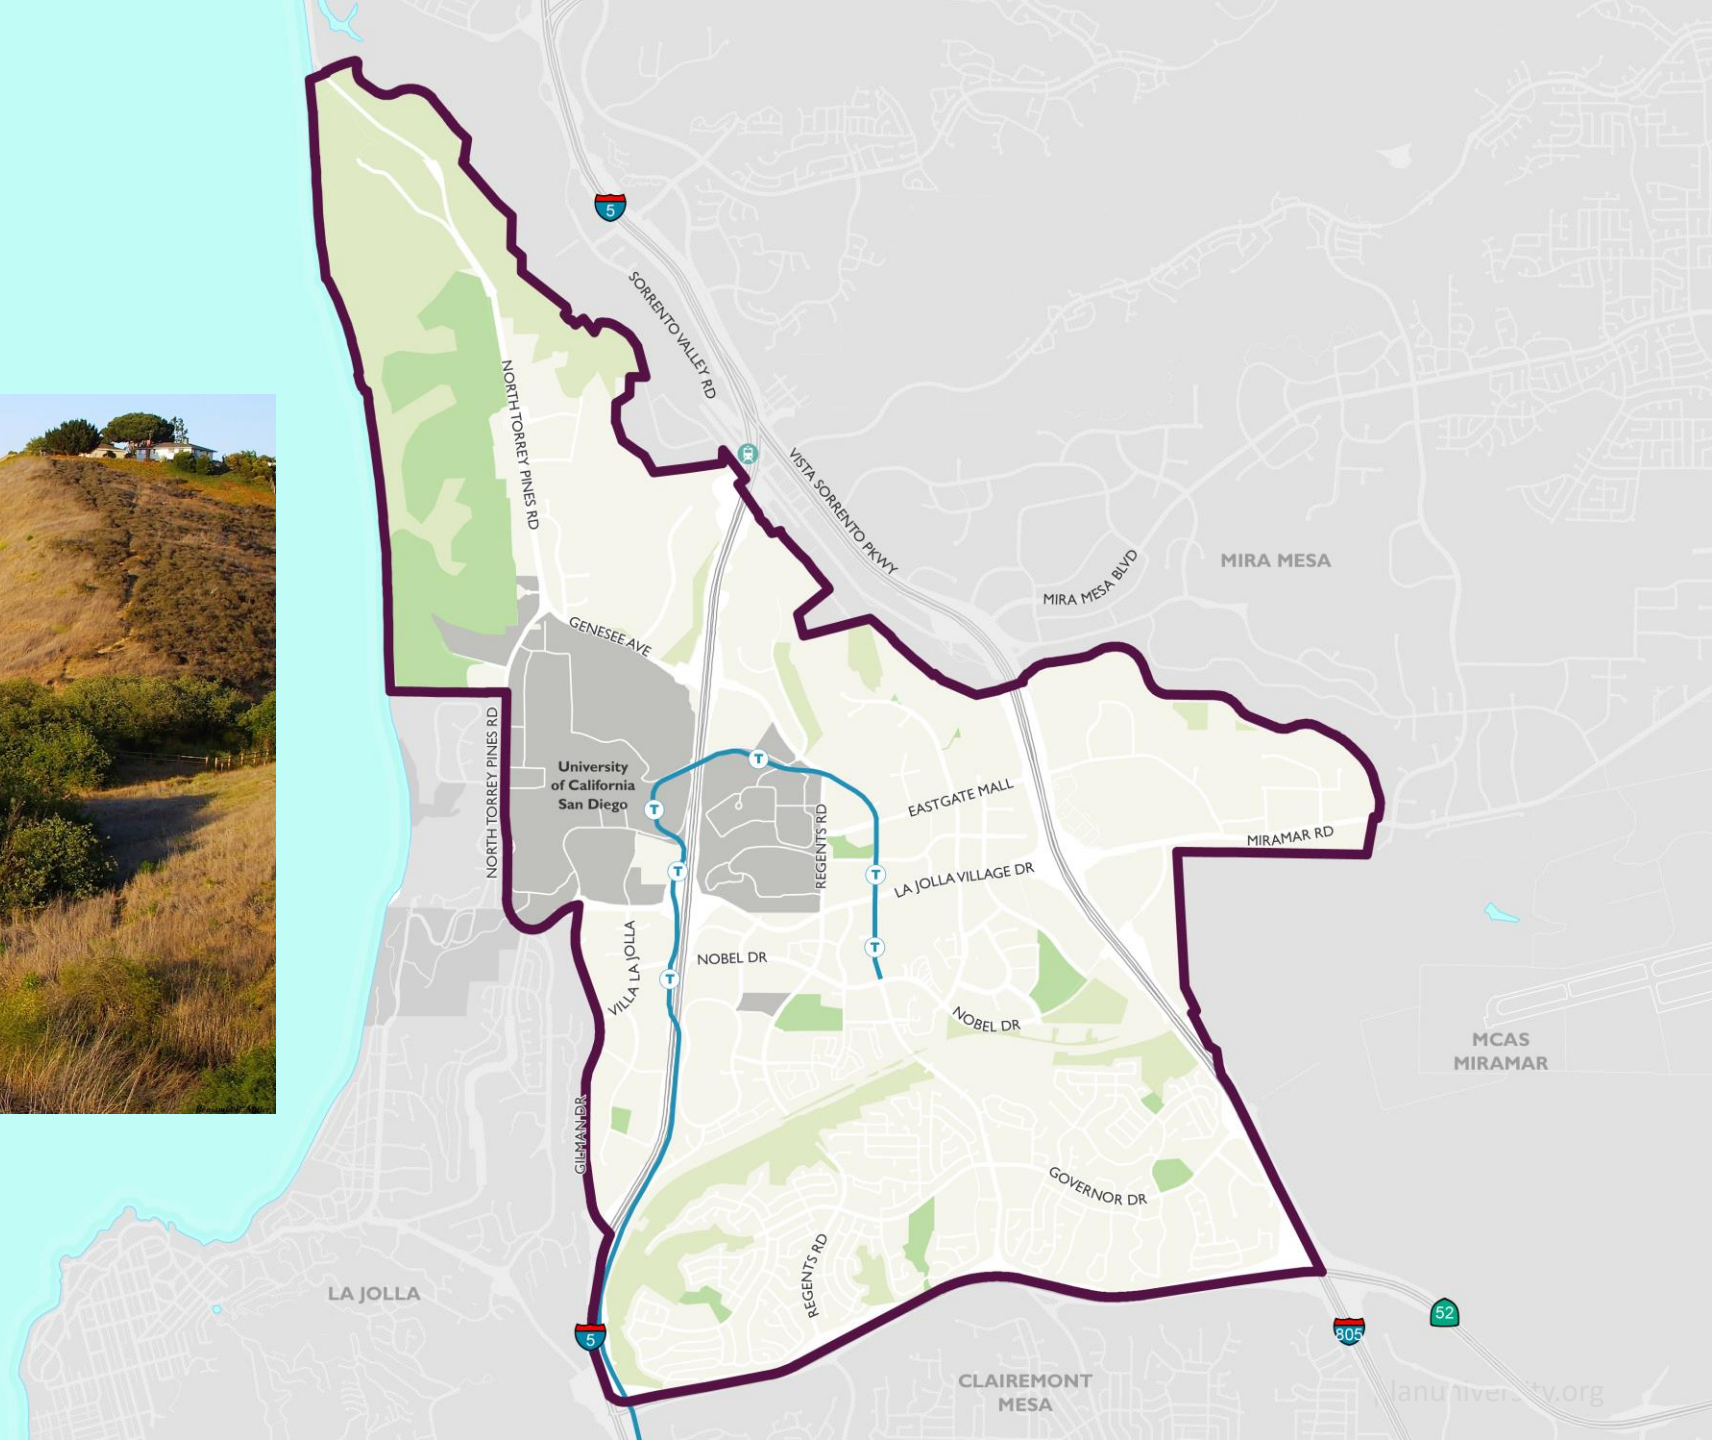 5
SORRENTO VALLEY RD
NORTH TORREY PINES RD
VISTA SORRENTO PKWY
MIRA MESA
MIRA MESA BLVD
GENESEE AVE
NORTH TORREY PINES RD
University
of California
San Diego
T
T
EASTGATE MALL
REGENTS RD
MIRAMAR RD
T
T
LA JOLLA VILLAGE DR
VILLA LA JOLLA
NOBEL DR
T
T
NOBEL DR
MCAS
MIRAMAR
GILMAN DR
GOVERNOR DR
REGENTS RD
LA JOLLA
5
52
805
CLAIREMONT
MESA
planuniversity.org